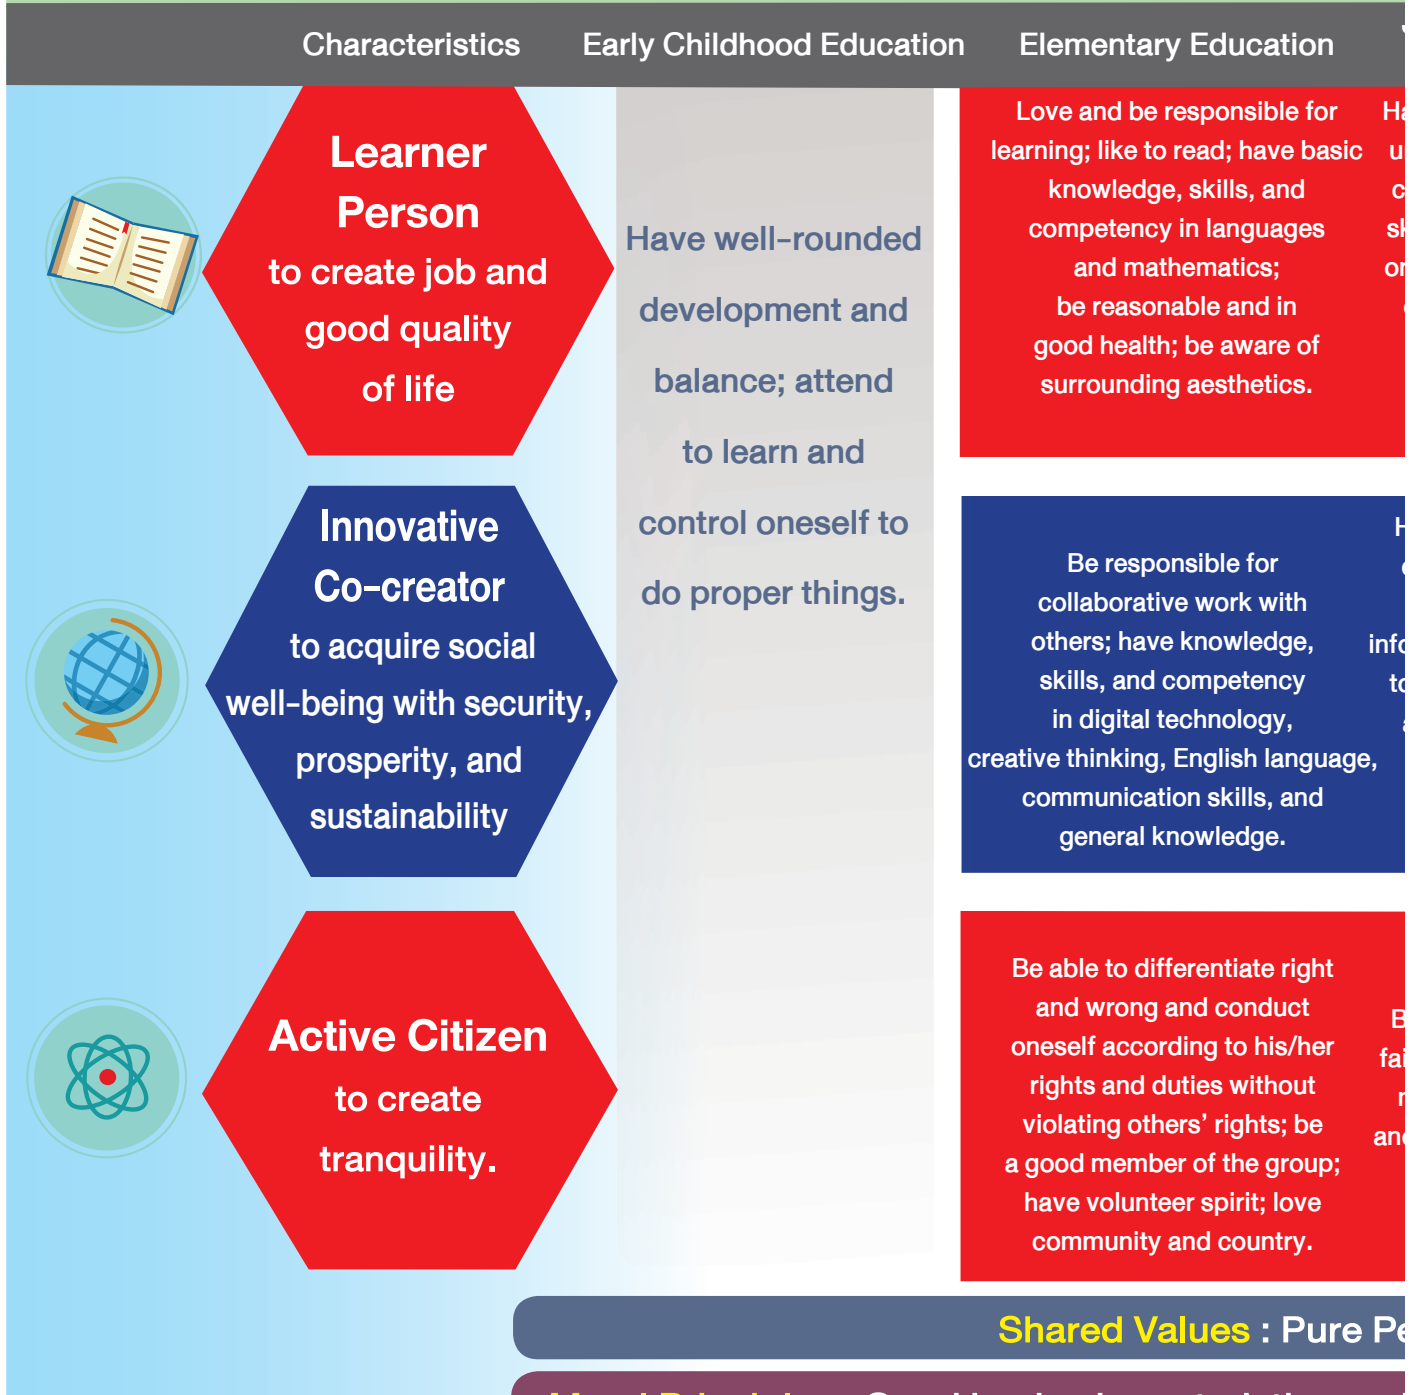 Characteristics
Early Childhood Education
Elementary Education
Learner
Person
to create job and
good quality
of life
Have well-rounded
development and
balance; attend
to learn and
control oneself to
do proper things.
Love and be responsible for
learning; like to read; have basic
knowledge, skills, and
competency in languages
and mathematics;
be reasonable and in
good health; be aware of
surrounding aesthetics.
Innovative
Co-creator
to acquire social
well-being with security,
prosperity, and
sustainability
Be responsible for
collaborative work with
others; have knowledge,
skills, and competency
in digital technology,
creative thinking, English language,
communication skills, and
general knowledge.
Active Citizen
to create
tranquility.
Be able to differentiate right
and wrong and conduct
oneself according to his/her
rights and duties without
violating others’ rights; be
a good member of the group;
have volunteer spirit; love
community and country.
Shared Values : Pure